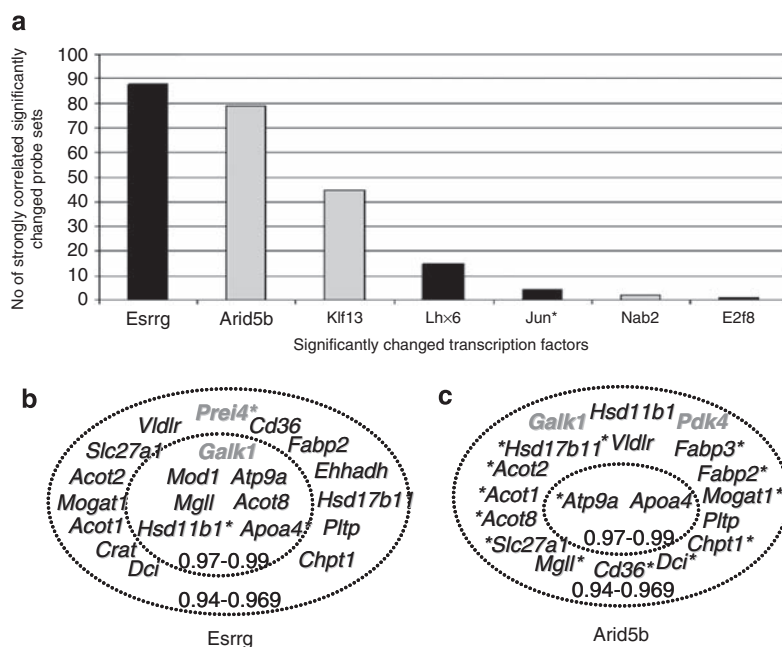 a
100
90
80
70
60
50
40
30
20
10
0
No of strongly correlated significantly
changed probe sets
Esrrg Arid5b Klf13 Lh×6 Jun* Nab2 E2f8
Significantly changed transcription factors
b
Prei4*
Vldlr Cd36
Slc27a1 Galk1 Fabp2
Acot2 Mod1 Atp9a Ehhadh
Mogat1 Mgll Acot8 Hsd17b11
Acot1 Hsd11b1* Apoa4* Pltp
Crat 0.97-0.99 Chpt1
Dci
0.94-0.969
Esrrg
c
Galk1 Hsd11b1 Pdk4
*Hsd17b11 *Vldlr Fabp3*
*Acot2 Fabp2*
*Acot1 *Atp9a Apoa4 Mogat1*
*Acot8 Pltp
*Slc27a1 0.97-0.99 Chpt1*
Mgll* Cd36* Dci*
0.94-0.969
Arid5b